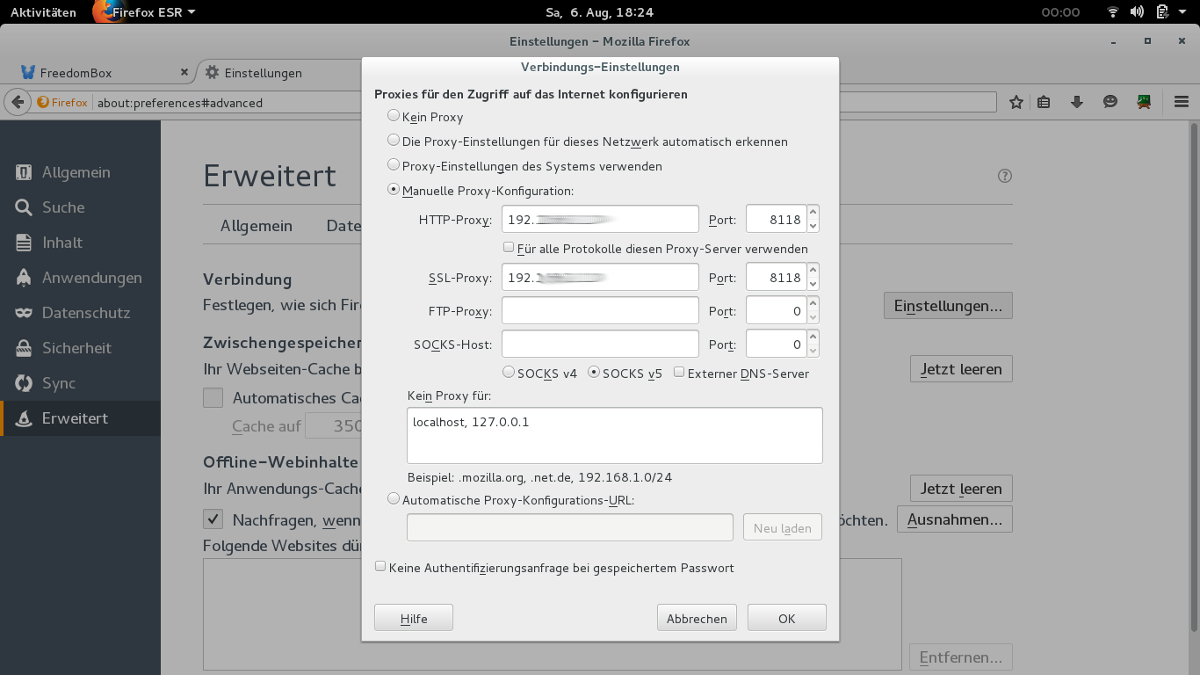 Aktivitäten
Firefox ESR
Sa, 6. Aug, 18:24
00:00
Einstellungen – Mozilla Firefox
FreedomBox
Einstellungen
Firefox
about:preferences#advanced
Allgemein
Suche
Inhalt
Anwendungen
Datenschutz
Sicherheit
Sync
Erweitert
Erweitert
Allgemein
Date
Verbindung
Festlegen, wie sich Fire
Einstellungen...
Zwischengespeicher
Ihr Webseiten-Cache b
Jetzt leeren
Automatisches Cac
Cache auf 350
Offline-Webinhalte
Ihr Anwendungs-Cache
Jetzt leeren
Nachfragen, wenn
öchten.
Ausnahmen...
Folgende Websites dür
Entfernen...
Verbindungs-Einstellungen
Proxies für den Zugriff auf das Internet konfigurieren
Kein Proxy
Die Proxy-Einstellungen für dieses Netzwerk automatisch erkennen
Proxy-Einstellungen des Systems verwenden
Manuelle Proxy-Konfiguration:
HTTP-Proxy: 192. Port: 8118
Für alle Protokolle diesen Proxy-Server verwenden
SSL-Proxy: 192. Port: 8118
FTP-Proxy: Port: 0
SOCKS-Host: Port: 0
SOCKS v4 SOCKS v5 Externer DNS-Server
Kein Proxy für:
localhost, 127.0.0.1
Beispiel: .mozilla.org, .net.de, 192.168.1.0/24
Automatische Proxy-Konfigurations-URL:
Neu laden
Keine Authentifizierungsanfrage bei gespeichertem Passwort
Hilfe
Abbrechen
OK